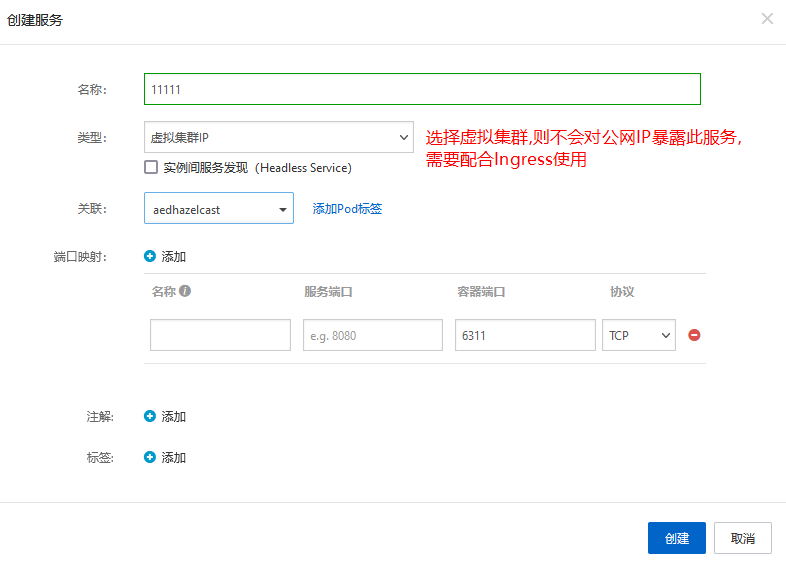 创建服务
名称:
11111
类型:
虚拟集群IP
选择虚拟集群,则不会对公网IP暴露此服务,
需要配合Ingress使用
实例间服务发现（Headless Service）
关联:
aedhazelcast
添加Pod标签
端口映射:
添加
名称 服务端口 容器端口 协议
e.g. 8080 6311 TCP
注解:
添加
标签:
添加
创建 取消